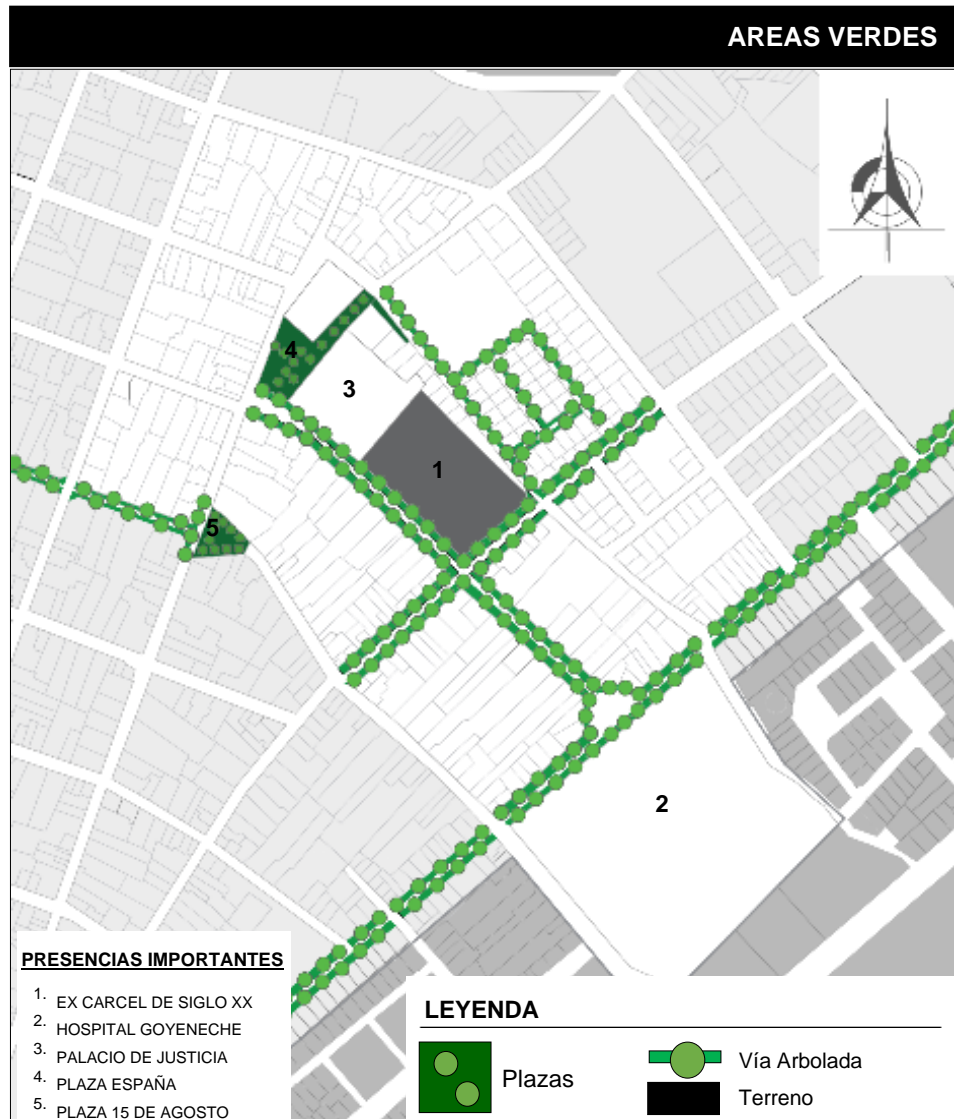 AREAS VERDES
4
3
1
5
2
PRESENCIAS IMPORTANTES
1. EX CARCEL DE SIGLO XX
2. HOSPITAL GOYENECHE
3. PALACIO DE JUSTICIA
4. PLAZA ESPAÑA
5. PLAZA 15 DE AGOSTO
LEYENDA
Plazas
Vía Arbolada
Terreno